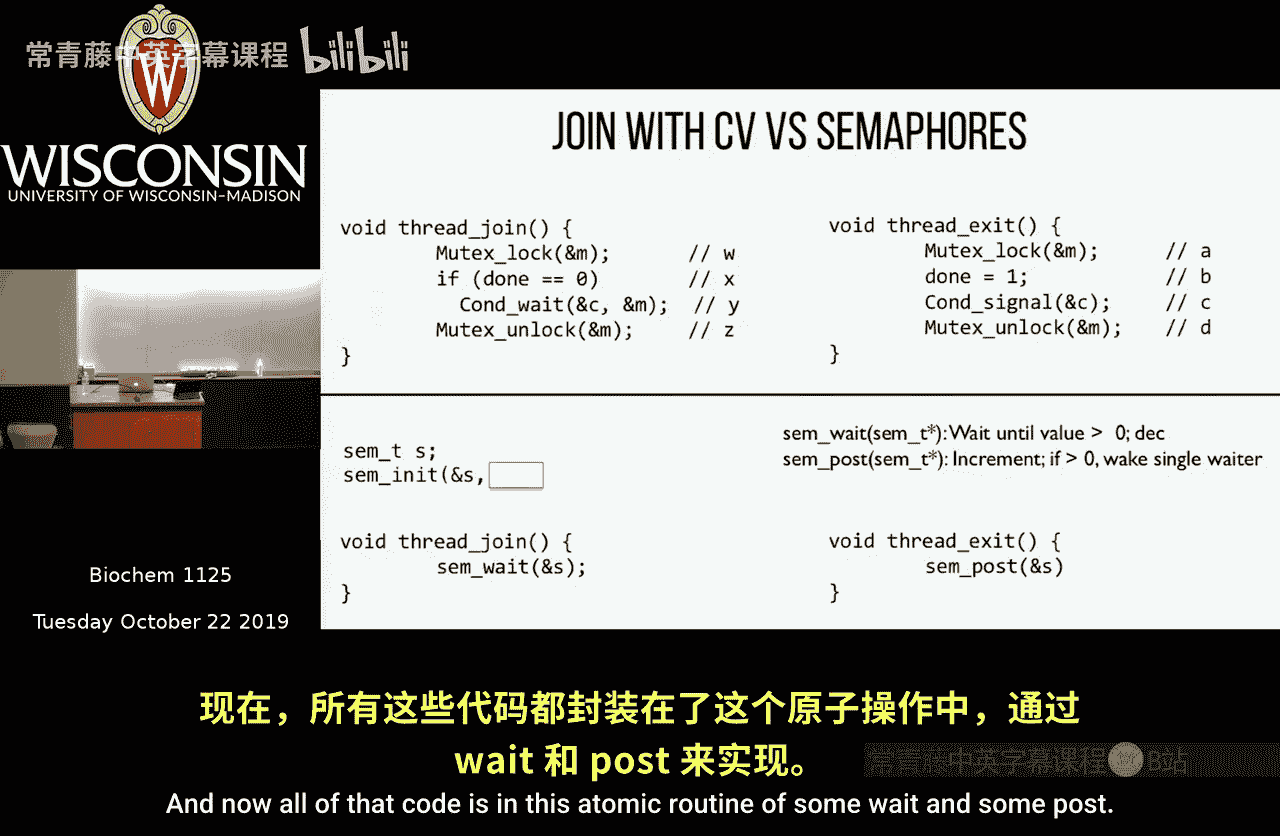 常青藤中英字幕课程 bilibili
W
WISCONSIN
UNIVERSITY OF WISCONSIN-MADISON
JOIN WITH CV VS SEMAPHORES
void thread_join() {
Mutex_lock(&m); // w
if (done == 0) // x
Cond_wait(&c, &m); // y
Mutex_unlock(&m); // z
}
void thread_exit() {
Mutex_lock(&m); // a
done = 1; // b
Cond_signal(&c); // c
Mutex_unlock(&m); // d
}
sem_t s;
sem_init(&s,
sem_wait(sem_t*): Wait until value > 0; dec
sem_post(sem_t*): Increment; if > 0, wake single waiter
void thread_join() {
sem_wait(&s);
}
void thread_exit() {
sem_post(&s)
}
Biochem 1125
Tuesday October 22 2019
现在，所有这些代码都封装在了这个原子操作中，通过
wait 和 post 来实现。
常青藤中英字幕课程 B站
And now all of that code is in this atomic routine of some wait and some post.